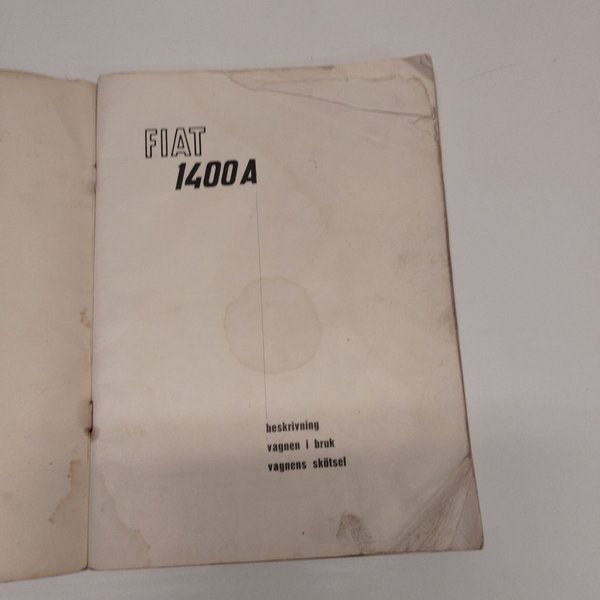 FIAT
1400A
beskrivning
vagnen i bruk
vagnens skötsel